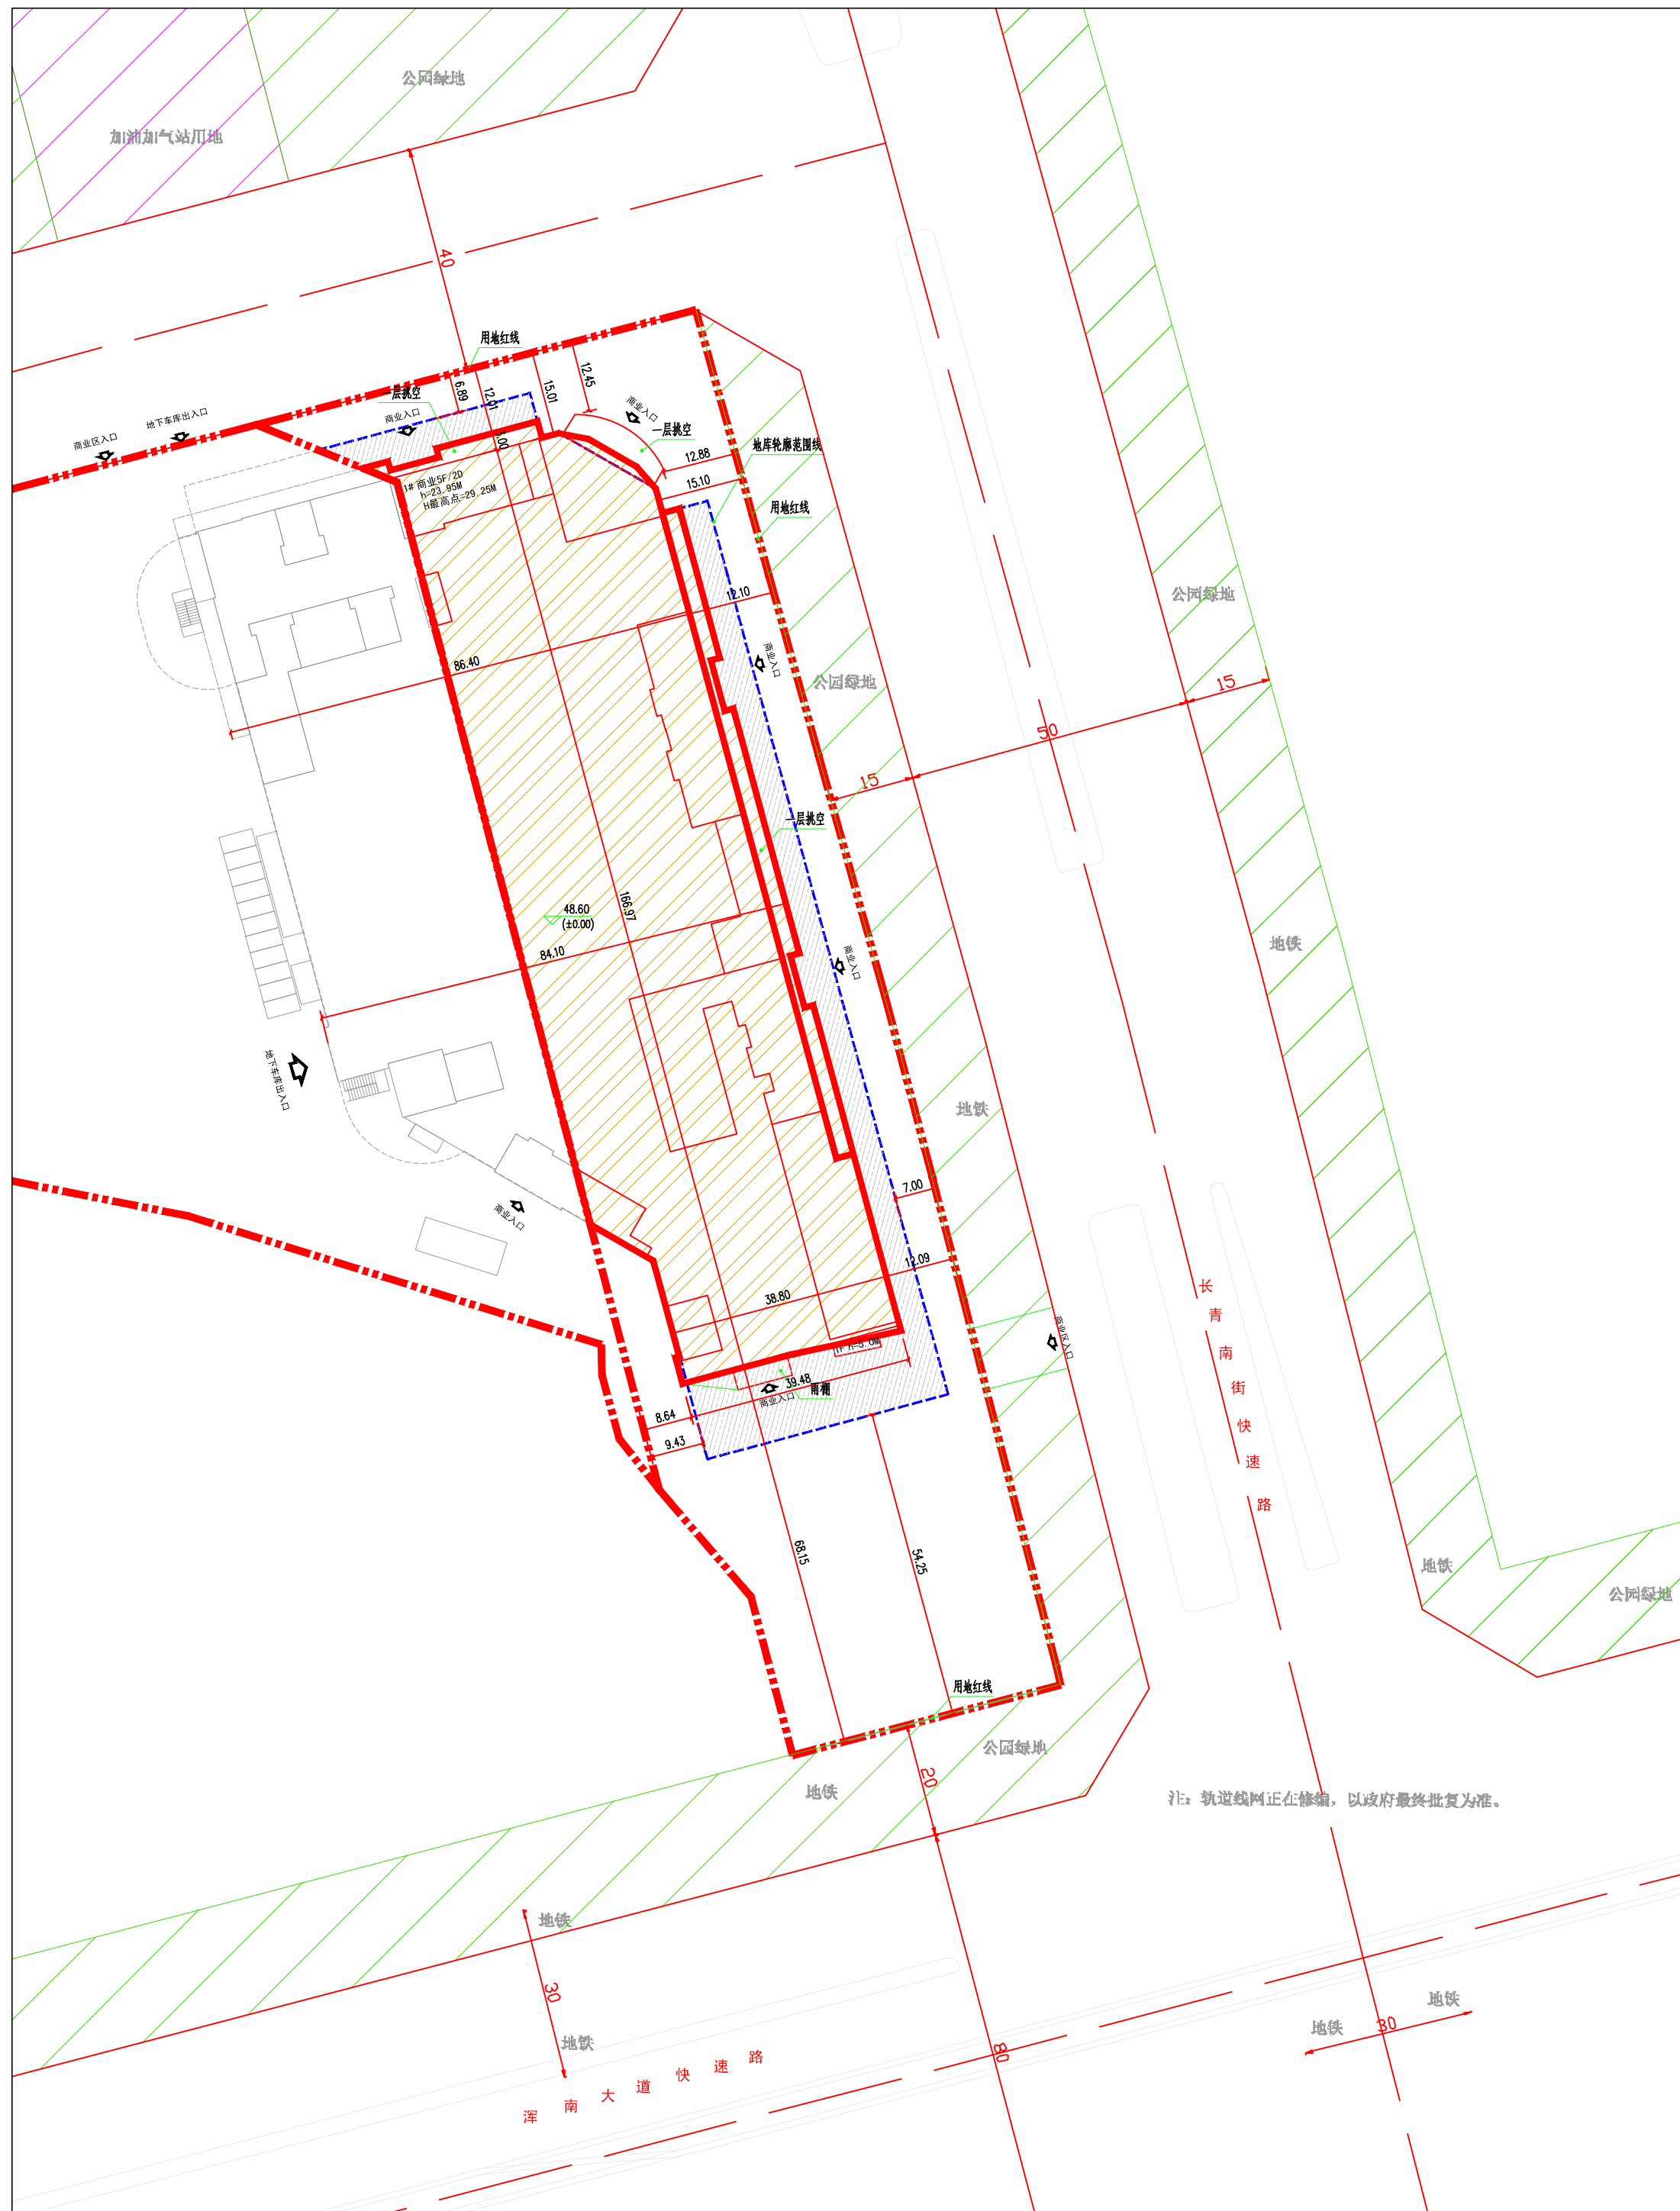 公园绿地
加油加气站用地
40
用地红线
一层挑空
6.89
12.01
15.01
12.45
3.00
商业入口
地下车库出入口
商业区入口
商业入口
一层挑空
12.88
地库轮廓范围线
15.10
用地红线
1# 商业5F/2D
h=23.95M
H最高点=29.25M
12.10
公园绿地
商业入口
86.40
公园绿地
15
50
15
一层挑空
166.97
48.60
(±0.00)
84.10
商业入口
地铁
地下车库出入口
地铁
7.00
商业入口
12.09
38.80
长青南街快速路
商业区入口
1F h=5.0M
39.48
雨棚
商业入口
8.64
9.43
68.15
54.25
地铁
公园绿地
用地红线
公园绿地
20
地铁
注：轨道线网正在修编，以政府最终批复为准。
地铁
30
地铁
浑南大道快速路
80
地铁
30
地铁